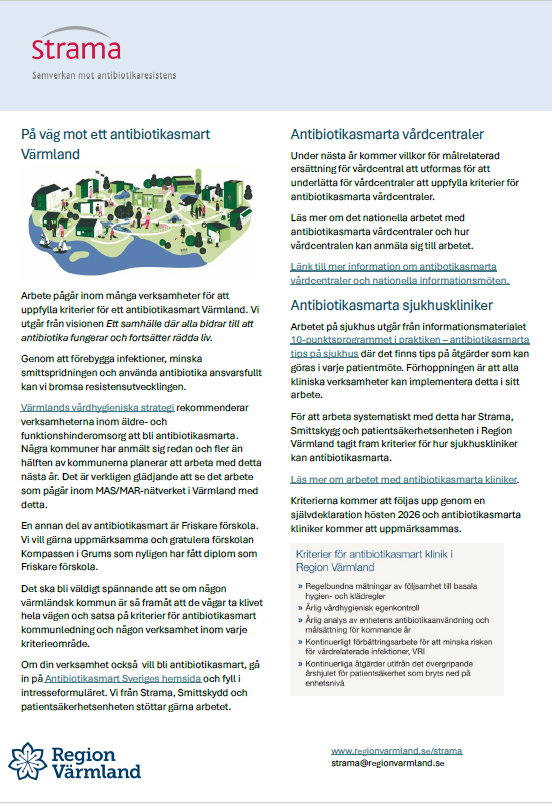 Strama
Samverkan mot antibiotikaresistens
På väg mot ett antibiotikasmart
Värmland
Arbete pågår inom många verksamheter för att
uppfylla kriterier för ett antibiotikasmart Värmland. Vi
utgår från visionen Ett samhälle där alla bidrar till att
antibiotika fungerar och fortsätter rädda liv.
Genom att förebygga infektioner, minska
smittspridningen och använda antibiotika ansvarsfullt
kan vi bromsa resistensutvecklingen.
Värmlands vårdhygieniska strategi rekommenderar
verksamheterna inom äldre- och
funktionshinderomsorg att bli antibiotikasmarta.
Några kommuner har anmält sig redan och fler än
hälften av kommunerna planerar att arbeta med detta
nästa år. Det är verkligen glädjande att se det arbete
som pågår inom MAS/MAR-nätverket i Värmland med
detta.
En annan del av antibiotikasmart är Friskare förskola.
Vi vill gärna uppmärksamma och gratulera förskolan
Kompassen i Grums som nyligen har fått diplom som
Friskare förskola.
Det ska bli väldigt spännande att se om någon
värmländsk kommun är så framåt att de vågar ta klivet
hela vägen och satsa på kriterier för antibiotikasmart
kommunledning och någon verksamhet inom varje
kriterieområde.
Om din verksamhet också vill bli antibiotikasmart, gå
in på Antibiotikasmart Sveriges hemsida och fyll i
intresseformuläret. Vi från Strama, Smittskydd och
patientsäkerhetsenheten stöttar gärna arbetet.
Antibiotikasmarta vårdcentraler
Under nästa år kommer villkor för målrelaterad
ersättning för vårdcentral att utformas för att
underlätta för vårdcentraler att uppfylla kriterier för
antibiotikasmarta vårdcentraler.
Läs mer om det nationella arbetet med
antibiotikasmarta vårdcentraler och hur
vårdcentralen kan anmäla sig till arbetet.
Länk till mer information om antibiotikasmarta
vårdcentraler och nationella informationsmöten.
Antibiotikasmarta sjukhuskliniker
Arbetet på sjukhus utgår från informationsmaterialet
10-punktsprogrammet i praktiken – antibiotikasmarta
tips på sjukhus där det finns tips på åtgärder som kan
göras i varje patientmöte. Förhoppningen är att alla
kliniska verksamheter kan implementera detta i sitt
arbete.
För att arbeta systematiskt med detta har Strama,
Smittskygg och patientsäkerhetsenheten i Region
Värmland tagit fram kriterier för hur sjukhuskliniker
kan antibiotikasmarta.
Läs mer om arbetet med antibiotikasmarta kliniker.
Kriterierna kommer att följas upp genom en
självdeklaration hösten 2026 och antibiotikasmarta
kliniker kommer att uppmärksammas.
Kriterier för antibiotikasmart klinik i
Region Värmland
» Regelbundna mätningar av följsamhet till basala
hygien- och klädregler
» Årlig vårdhygienisk egenkontroll
» Årlig analys av enhetens antibiotikaanvändning och
målsättning för kommande år
» Kontinuerligt förbättringsarbete för att minska risken
för vårdrelaterade infektioner, VRI
» Kontinuerliga åtgärder utifrån det övergripande
årshjulet för patientsäkerhet som bryts ned på
enhetsnivå
Region
Värmland
www.regionvarmland.se/strama
strama@regionvarmland.se